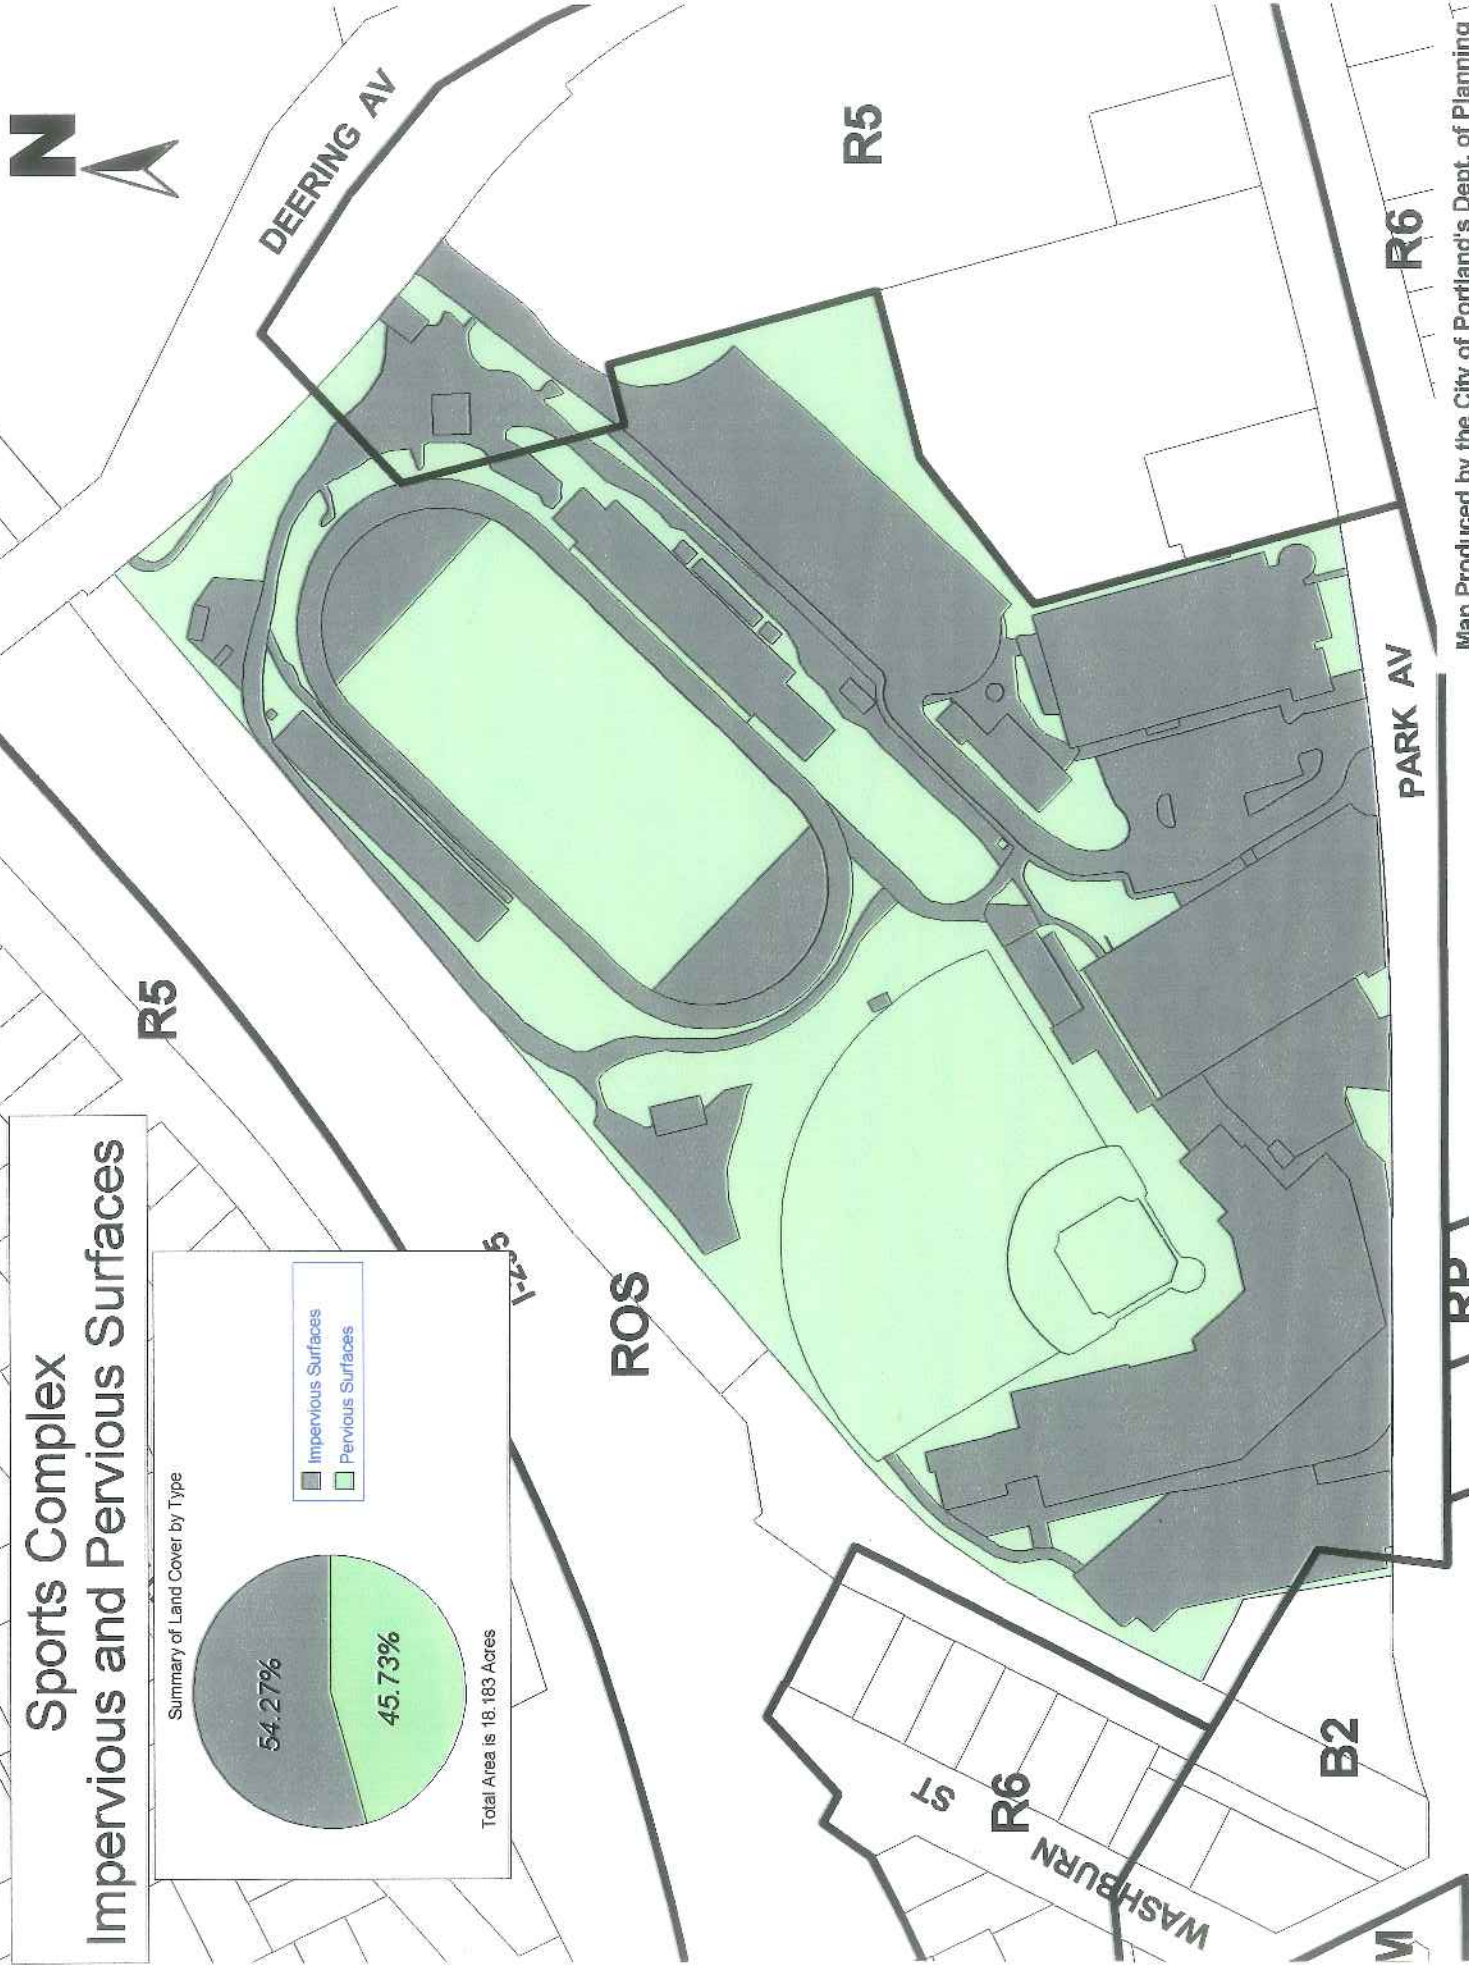 Sports Complex
Impervious and Pervious Surfaces
Summary of Land Cover by Type
54.27%
45.73%
Impervious Surfaces
Pervious Surfaces
Total Area is 18.183 Acres
N
DEERING AV
R5
R5
ROS
R5
R6
WASHBURN ST
R6
B2
PARK AV
RP
Map Produced by the City of Portland's Dept. of Planning